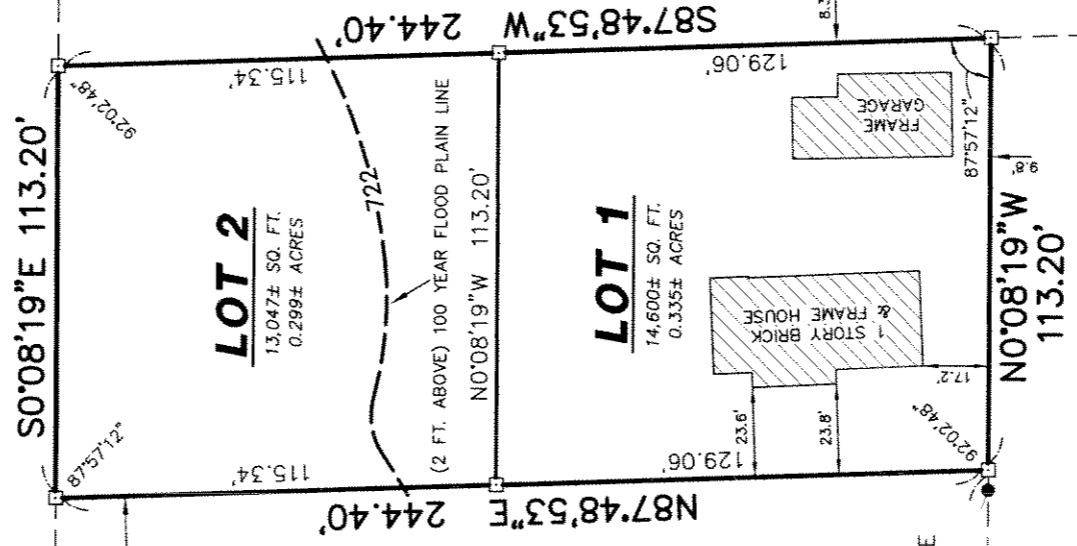 S0°08'19"E 113.20'
244.40' S87°48'53"W
115.34'
129.06'
8.3
92°02'48"
87°57'12"
722
LOT 2
13,047± SQ. FT.
0.299± ACRES
(2 FT. ABOVE) 100 YEAR FLOOD PLAIN LINE
N0°08'19"W 113.20'
LOT 1
14,600± SQ. FT.
0.335± ACRES
FRAME
GARAGE
87°57'12"
9.8'
1 STORY BRICK
& FRAME HOUSE
17.2'
23.6'
23.8'
92°02'48"
115.34'
129.06'
244.40' N87°48'53"E
N0°08'19"W
113.20'
E